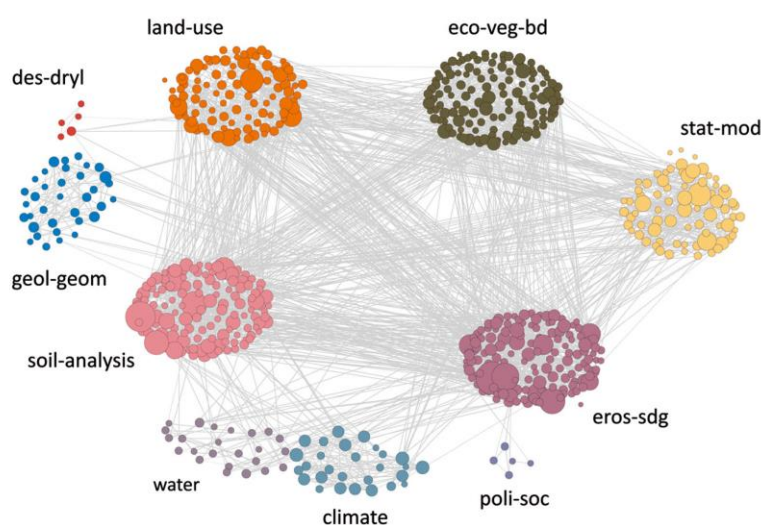 land-use
eco-veg-bd
des-dryl
stat-mod
geol-geom
soil-analysis
eros-sdg
water
poli-soc
climate